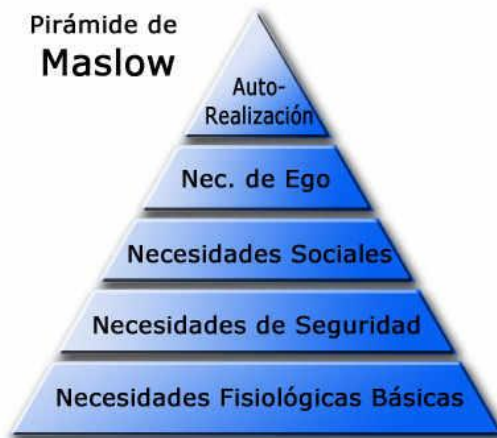 Pirámide de
Maslow
Auto-
Realización
Nec. de Ego
Necesidades Sociales
Necesidades de Seguridad
Necesidades Fisiológicas Básicas